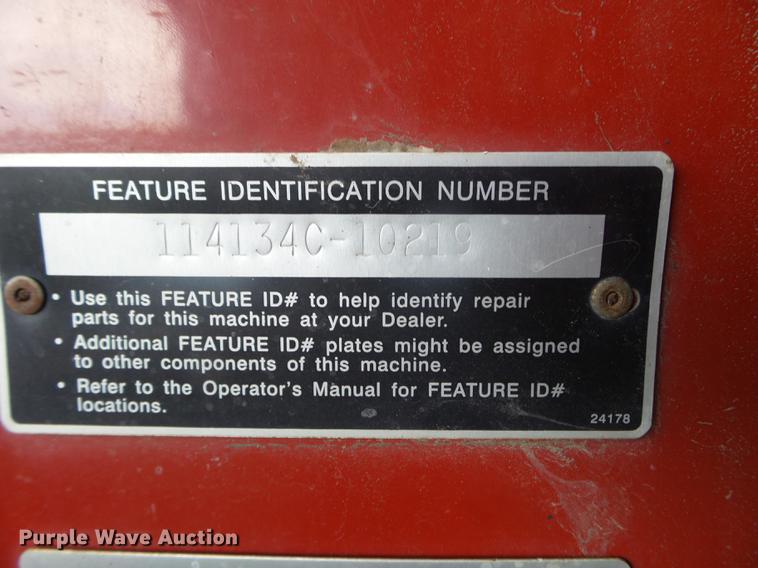 FEATURE IDENTIFICATION NUMBER
114134C-10219
• Use this FEATURE ID# to help identify repair
parts for this machine at your Dealer.
• Additional FEATURE ID# plates might be assigned
to other components of this machine.
• Refer to the Operator's Manual for FEATURE ID#
locations.
24178
Purple Wave Auction